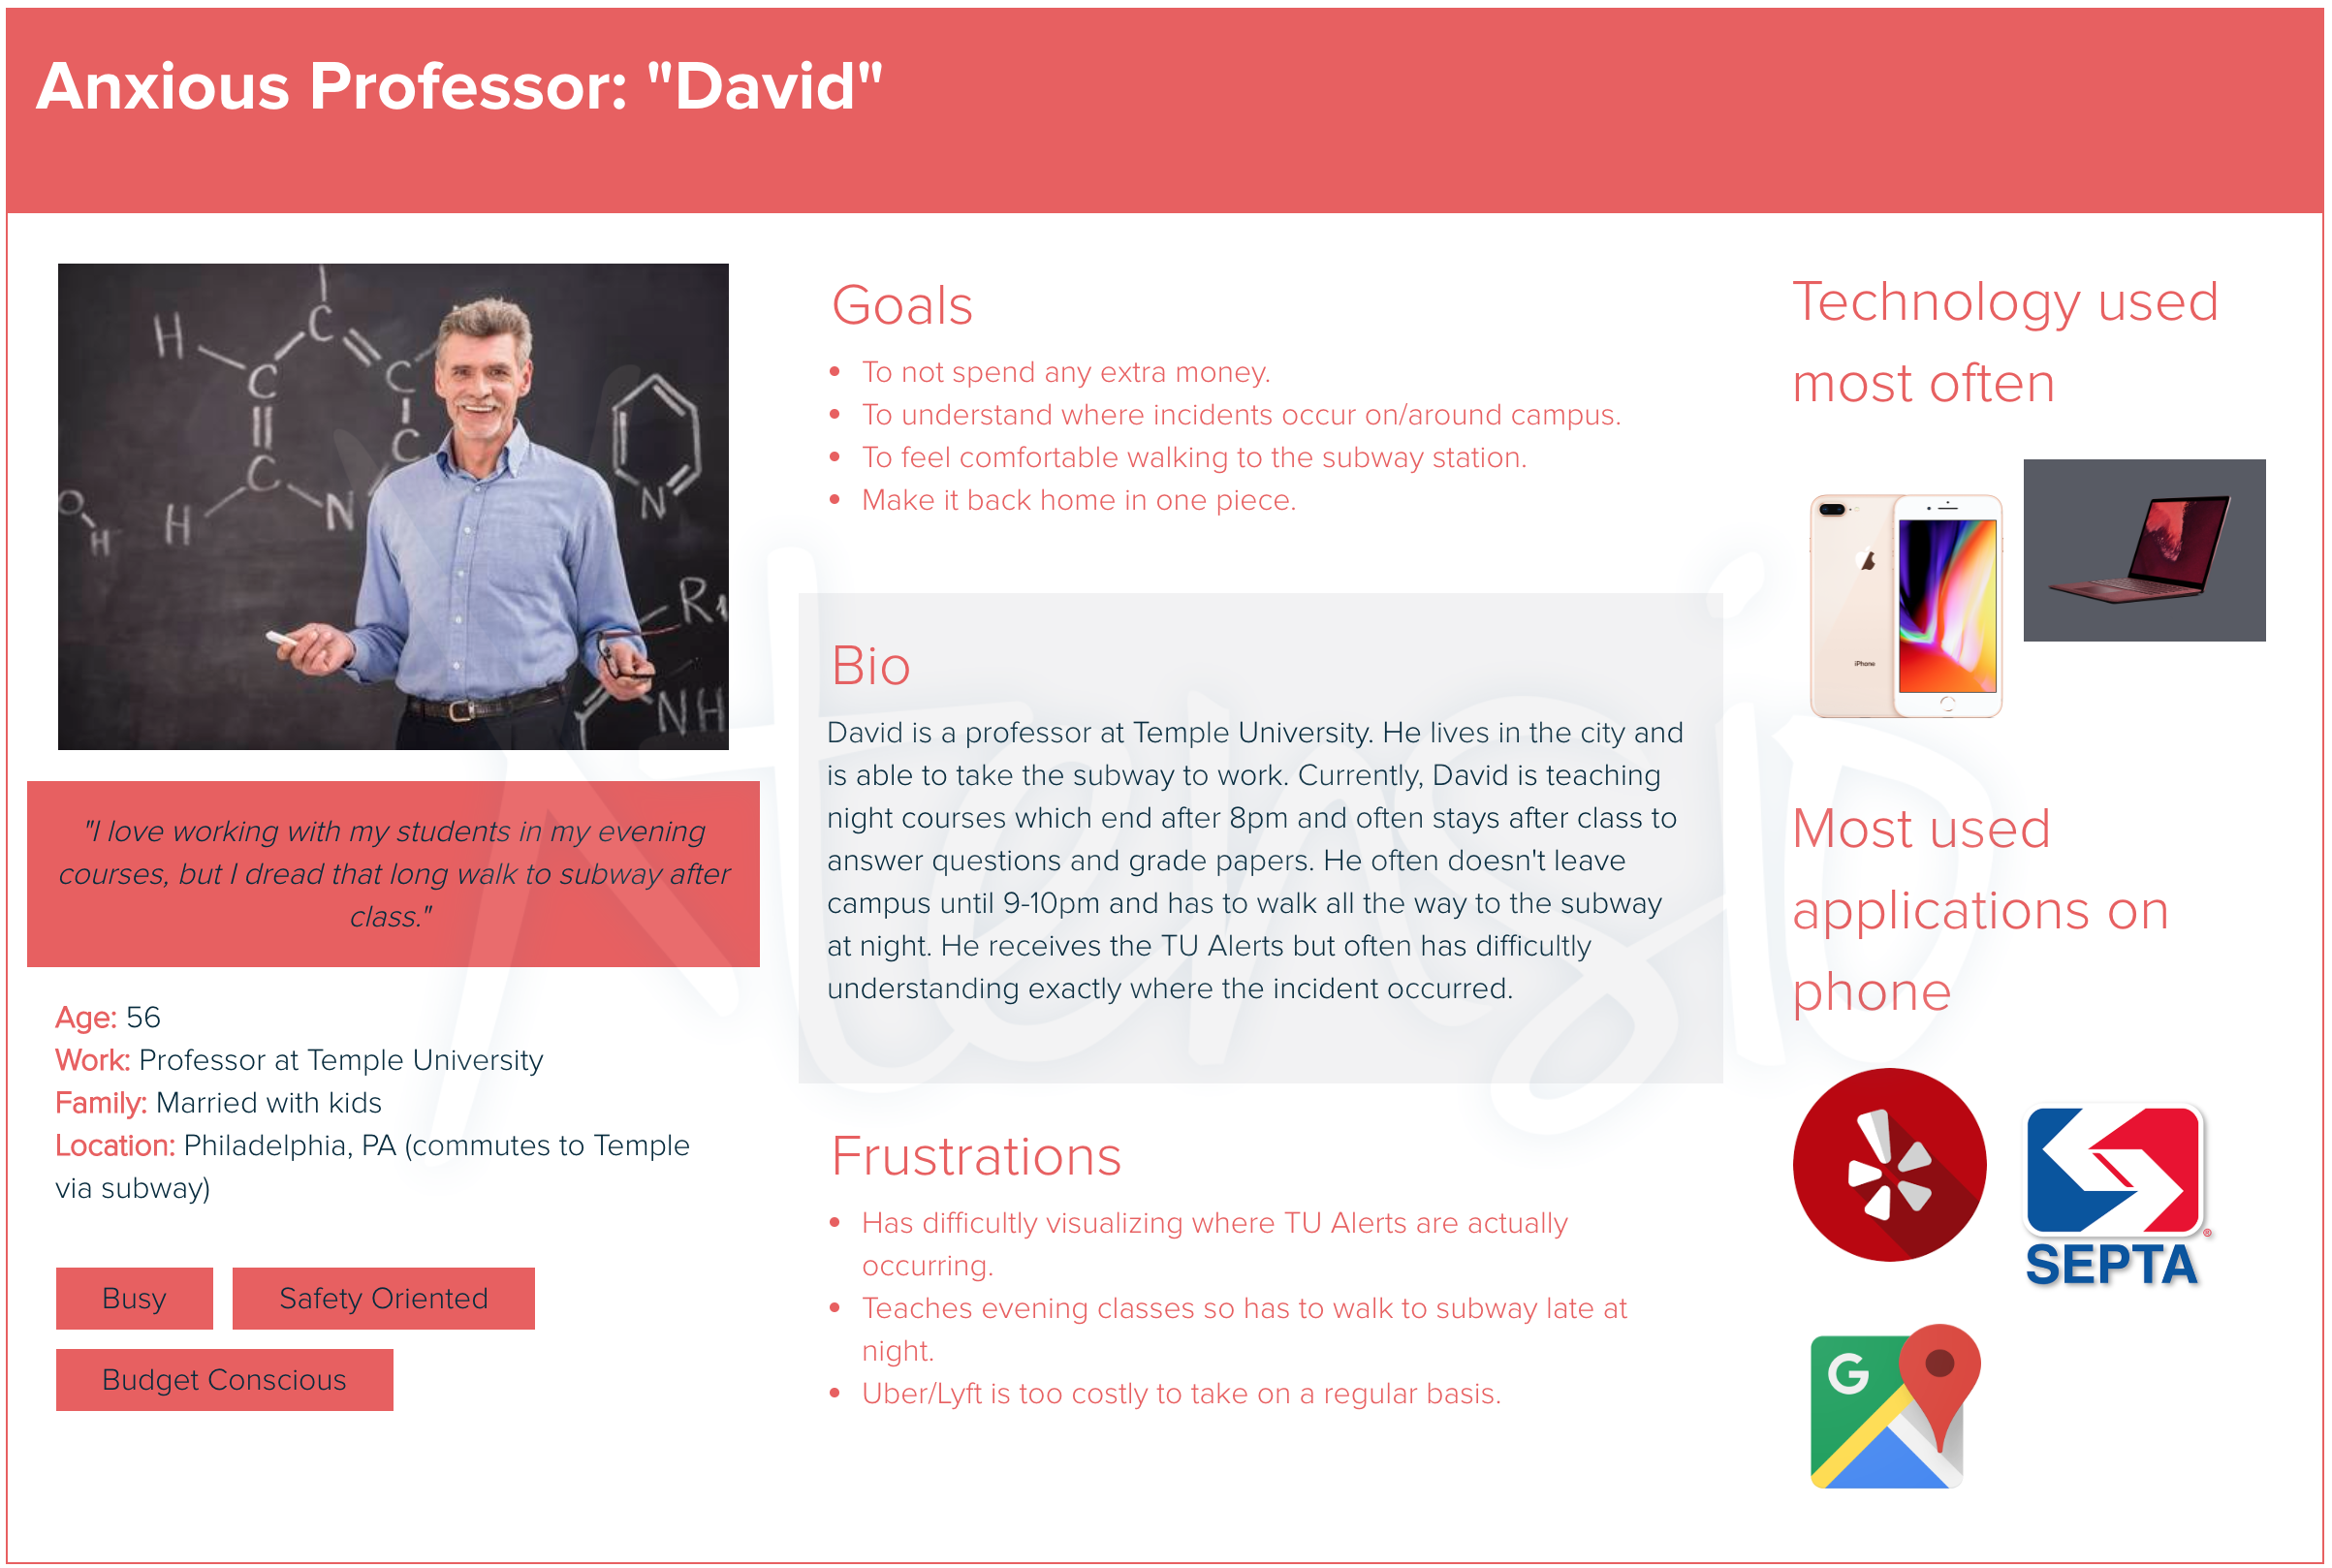 Anxious Professor: "David"
H
C
C
C
H
C
N
N
O
H
H
R
NH
"I love working with my students in my evening
courses, but I dread that long walk to subway after
class."
Age: 56
Work: Professor at Temple University
Family: Married with kids
Location: Philadelphia, PA (commutes to Temple
via subway)
Busy
Safety Oriented
Budget Conscious
Goals
• To not spend any extra money.
• To understand where incidents occur on/around campus.
• To feel comfortable walking to the subway station.
• Make it back home in one piece.
Bio
David is a professor at Temple University. He lives in the city and
is able to take the subway to work. Currently, David is teaching
night courses which end after 8pm and often stays after class to
answer questions and grade papers. He often doesn't leave
campus until 9-10pm and has to walk all the way to the subway
at night. He receives the TU Alerts but often has difficultly
understanding exactly where the incident occurred.
Frustrations
• Has difficultly visualizing where TU Alerts are actually
occurring.
• Teaches evening classes so has to walk to subway late at
night.
• Uber/Lyft is too costly to take on a regular basis.
Technology used
most often
iPhone
Most used
applications on
phone
SEPTA
®
G
Xtensio